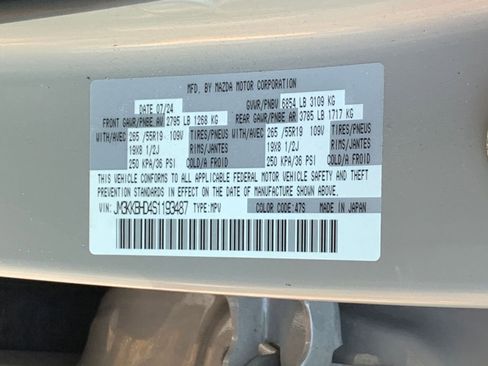 MFD. BY MAZDA MOTOR CORPORATION
DATE 07/24 GVWR/PNBV 6854 LB 3109 KG
FRONT GAWR/PNBE AV 2795 LB 1268 KG REAR GAWR/PNBE AR 3785 LB 1717 KG
WITH/AVEC 265 /55R19 109V TIRES/PNEUS WITH/AVEC 265 /55R19 109V TIRES/PNEUS
19X8 1/2J RIMS/JANTES 19X8 1/2J RIMS/JANTES
250 KPA/36 PSI COLD/A FROID 250 KPA/36 PSI COLD/A FROID
THIS VEHICLE CONFORMS TO ALL APPLICABLE FEDERAL MOTOR VEHICLE SAFETY AND THEFT
PREVENTION STANDARDS IN EFFECT ON THE DATE OF MANUFACTURE SHOWN ABOVE.
VIN: JM3KKBHD4S1193487 TYPE:MPV COLOR CODE:47S MADE IN JAPAN